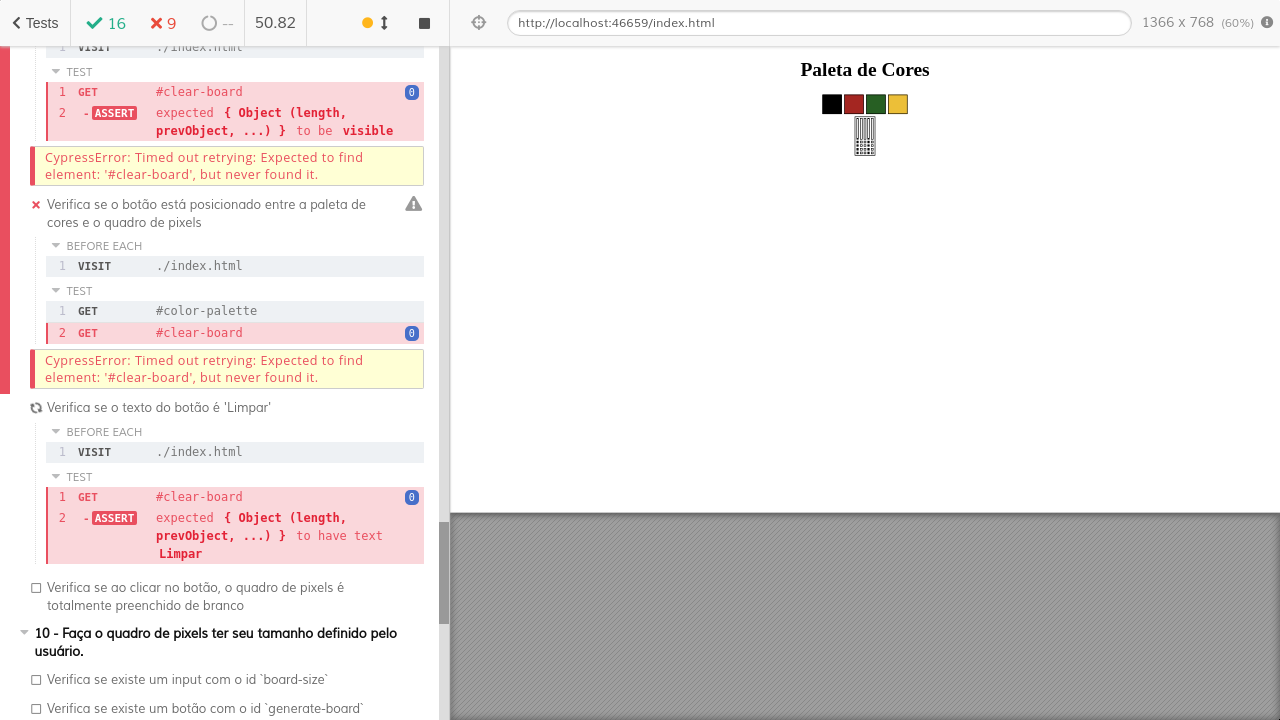 Tests
16
9
--
50.82
http://localhost:46659/index.html
1366 x 768 (60%)
1 VISIT ./index.html
TEST
1 GET #clear-board 0
2 -ASSERT expected { Object (length,
prevObject, ...) } to be visible
CypressError: Timed out retrying: Expected to find
element: '#clear-board', but never found it.
Verifica se o botão está posicionado entre a paleta de
cores e o quadro de pixels
BEFORE EACH
1 VISIT ./index.html
TEST
1 GET #color-palette
2 GET #clear-board 0
CypressError: Timed out retrying: Expected to find
element: '#clear-board', but never found it.
Verifica se o texto do botão é 'Limpar'
BEFORE EACH
1 VISIT ./index.html
TEST
1 GET #clear-board 0
2 -ASSERT expected { Object (length,
prevObject, ...) } to have text
Limpar
Verifica se ao clicar no botão, o quadro de pixels é
totalmente preenchido de branco
10 - Faça o quadro de pixels ter seu tamanho definido pelo
usuário.
Verifica se existe um input com o id `board-size`
Verifica se existe um botão com o id `generate-board`
Paleta de Cores